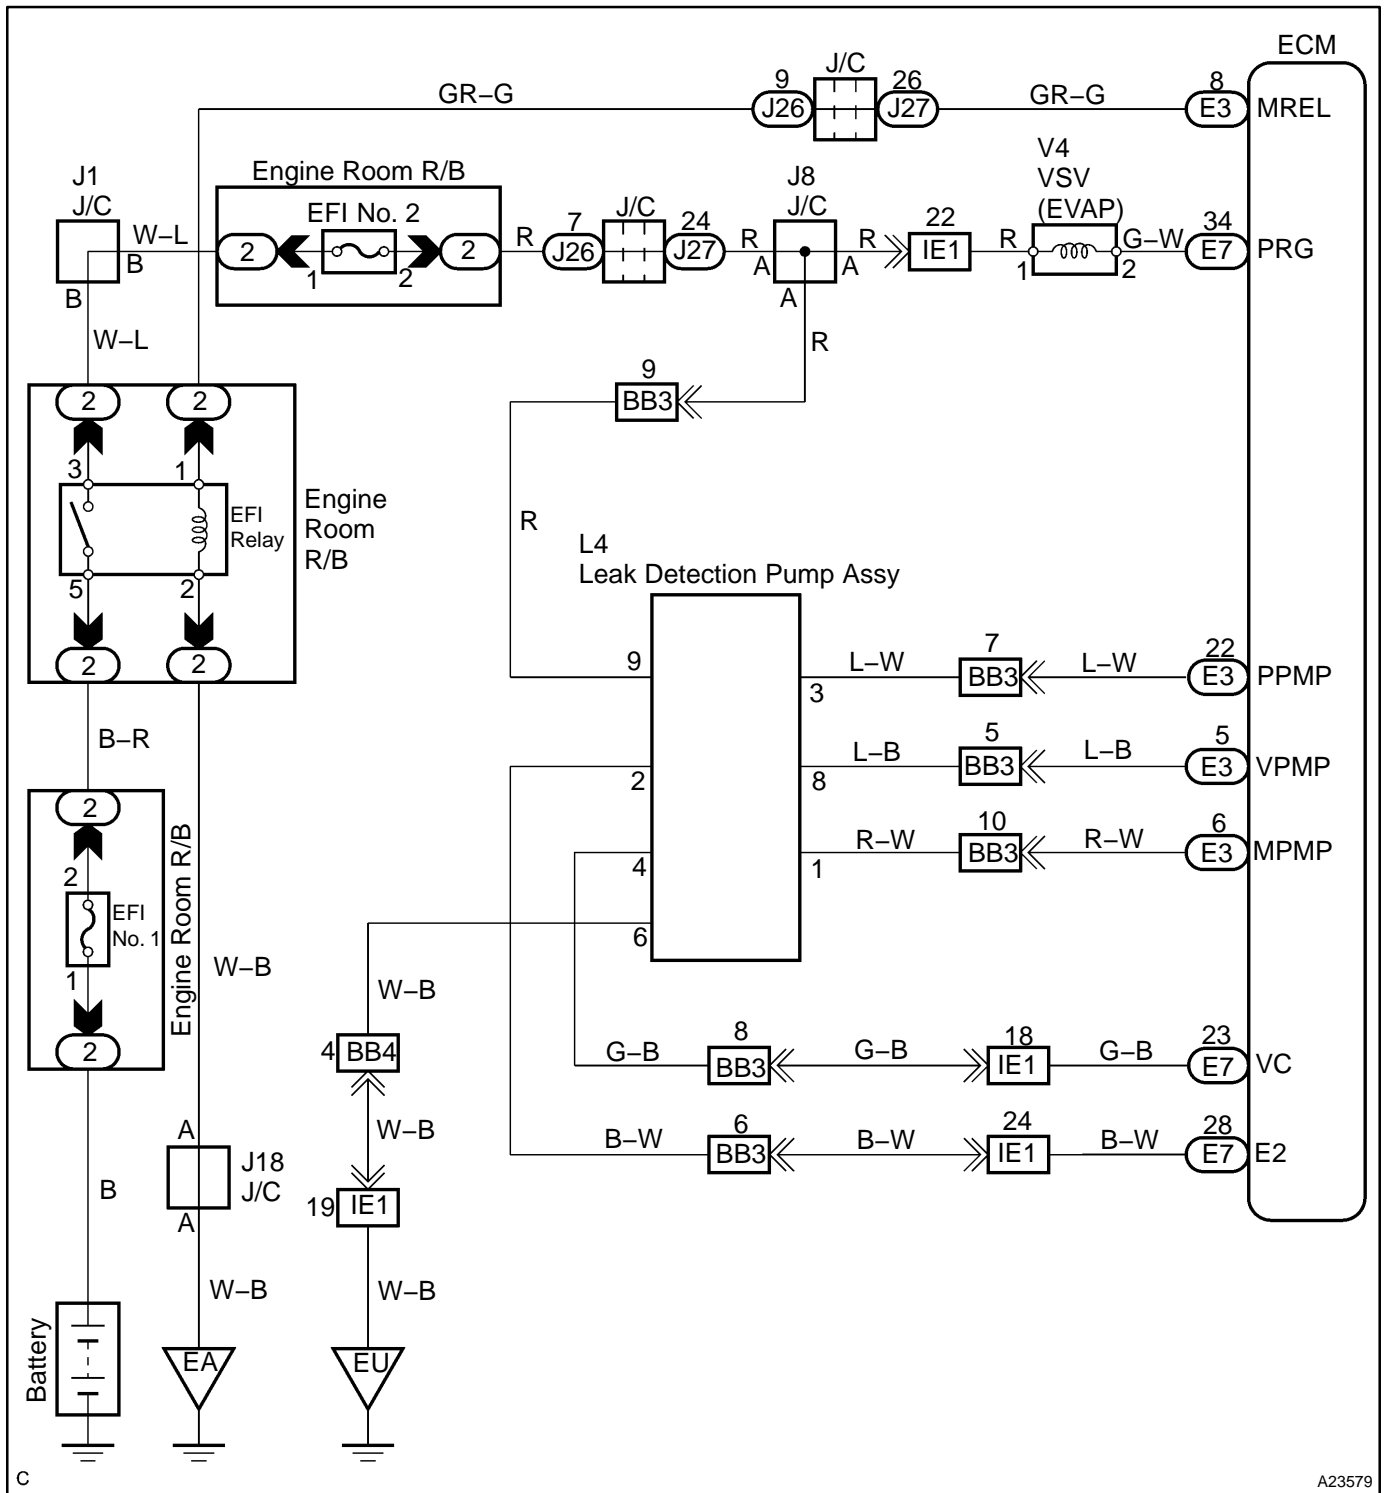 ECM
J/C
9
26
8
GR–G
J26
J27
GR–G
E3
MREL
J1
J/C
Engine Room R/B
EFI No. 2
J8
J/C
V4
VSV
(EVAP)
W–L
B
B
2
1
2
2
R
7
J/C
24
J26
J27
R
A
A
A
R
22
IE1
R
1
2
G–W
34
E7
PRG
W–L
R
9
BB3
2
2
3
1
EFI
Relay
5
2
2
2
Engine
Room
R/B
R
L4
Leak Detection Pump Assy
9
3
L–W
7
BB3
L–W
22
E3
PPMP
B–R
2
8
L–B
5
BB3
L–B
5
E3
VPMP
2
2
EFI
No. 1
1
2
Engine Room R/B
4
1
R–W
10
BB3
R–W
6
E3
MPMP
6
W–B
W–B
4
BB4
G–B
8
BB3
G–B
18
IE1
G–B
23
E7
VC
W–B
B–W
6
BB3
B–W
24
IE1
B–W
28
E7
E2
A
J18
J/C
A
B
19
IE1
W–B
W–B
Battery
EA
EU
C
A23579